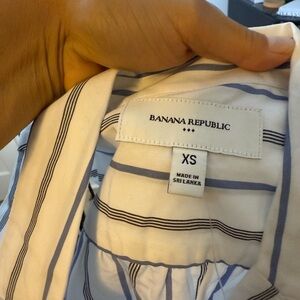 BANANA REPUBLIC
XS
MADE IN
SRI LANKA